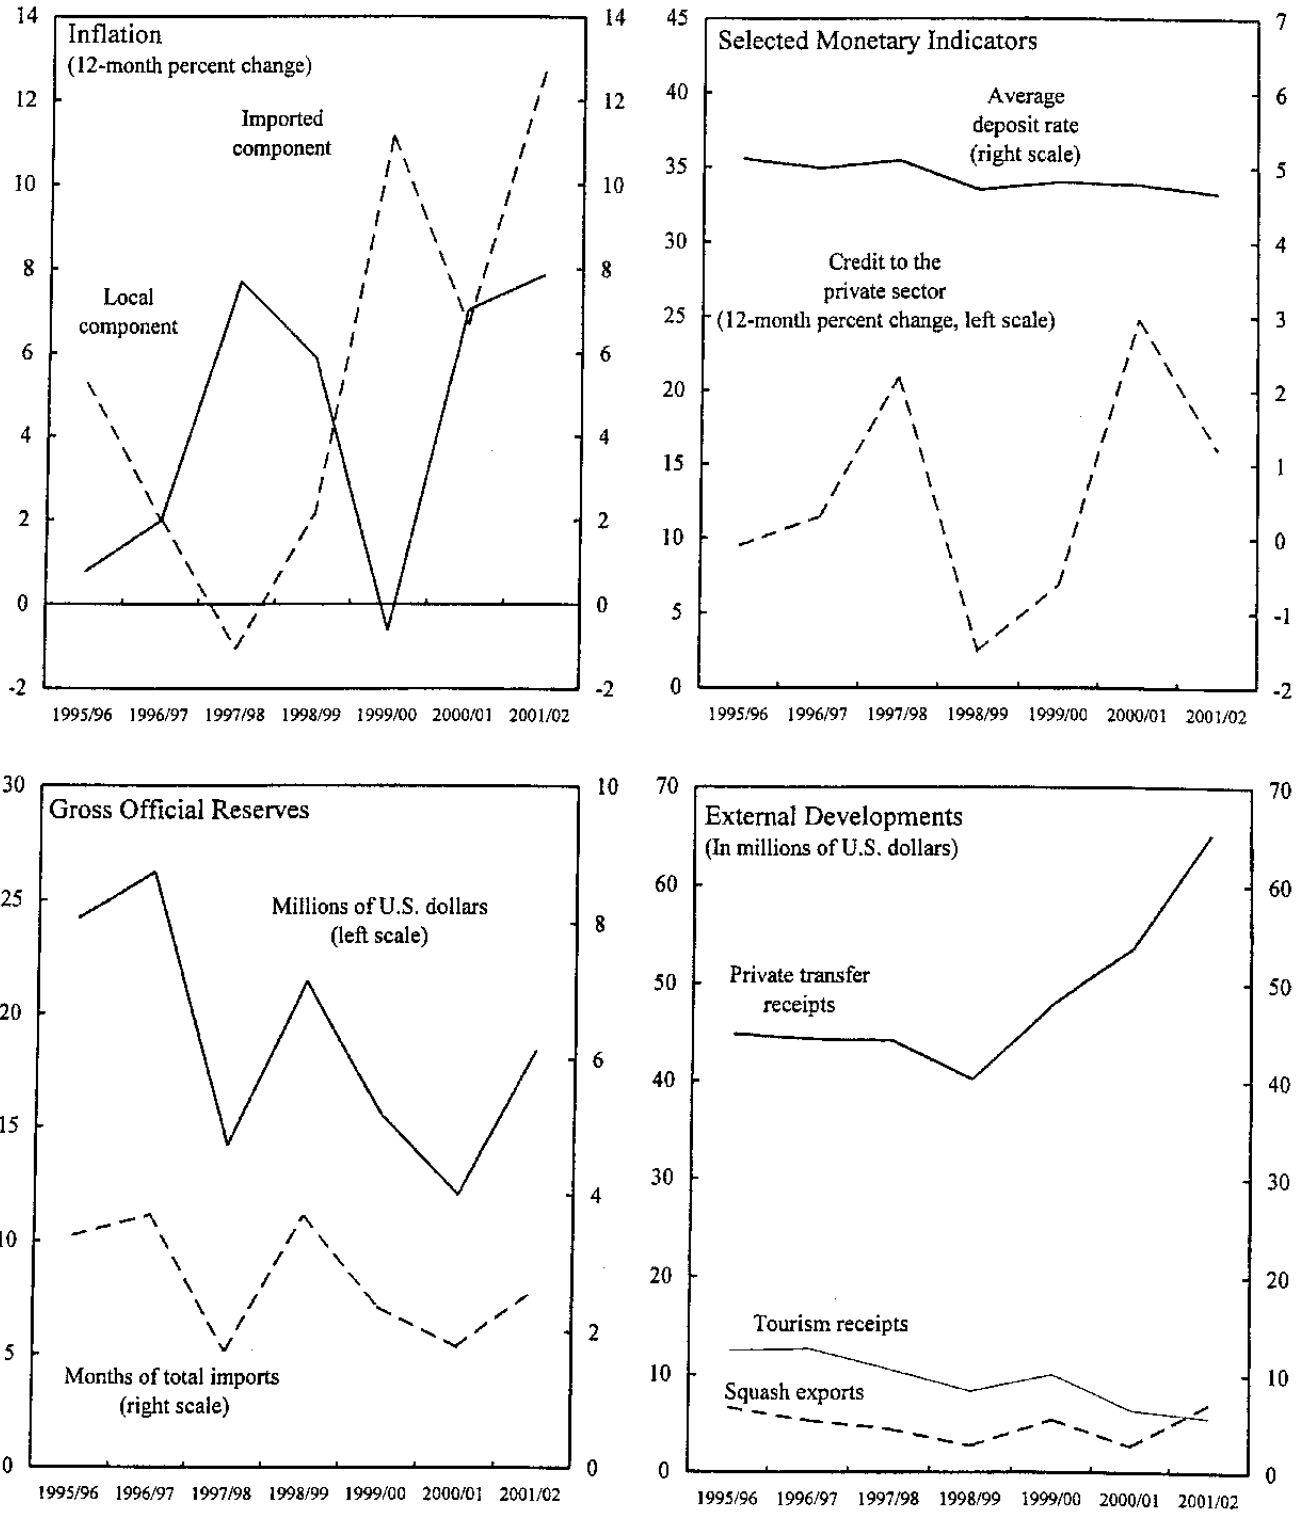 Inflation
(12-month percent change)
14
12
10
8
6
4
2
0
-2
14
12
10
8
6
4
2
0
-2
Imported
component
Local
component
1995/96 1996/97 1997/98 1998/99 1999/00 2000/01 2001/02
Selected Monetary Indicators
45
40
35
30
25
20
15
10
5
0
7
6
5
4
3
2
1
0
-1
-2
Average
deposit rate
(right scale)
Credit to the
private sector
(12-month percent change, left scale)
1995/96 1996/97 1997/98 1998/99 1999/00 2000/01 2001/02
Gross Official Reserves
30
25
20
15
10
5
0
10
8
6
4
2
0
Millions of U.S. dollars
(left scale)
Months of total imports
(right scale)
1995/96 1996/97 1997/98 1998/99 1999/00 2000/01 2001/02
External Developments
(In millions of U.S. dollars)
70
60
50
40
30
20
10
0
70
60
50
40
30
20
10
0
Private transfer
receipts
Tourism receipts
Squash exports
1995/96 1996/97 1997/98 1998/99 1999/00 2000/01 2001/02